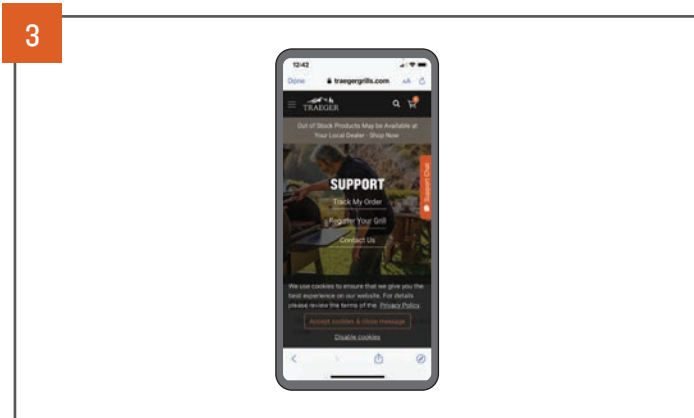 3
12:42
Done traegergrills.com AA
TRAEGER
Out of Stock Products May be Available at
Your Local Dealer - Shop Now
SUPPORT
Track My Order
Register Your Grill
Contact Us
Support Chat
We use cookies to ensure that we give you the
best experience on our website. For details
please review the terms of the Privacy Policy.
Accept cookies & close message
Disable cookies